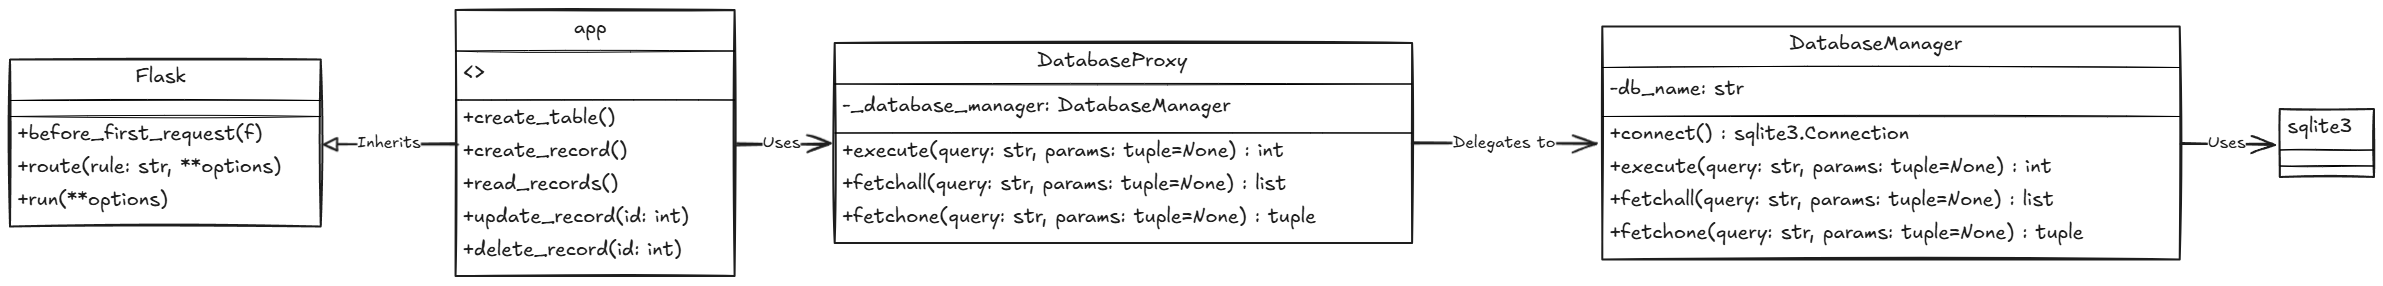 Flask
+before_first_request(f)
+route(rule: str, **options)
+run(**options)
Inherits
app
<>
+create_table()
+create_record()
+read_records()
+update_record(id: int)
+delete_record(id: int)
Uses
DatabaseProxy
-_database_manager: DatabaseManager
+execute(query: str, params: tuple=None) : int
+fetchall(query: str, params: tuple=None) : list
+fetchone(query: str, params: tuple=None) : tuple
Delegates to
DatabaseManager
-db_name: str
+connect() : sqlite3.Connection
+execute(query: str, params: tuple=None) : int
+fetchall(query: str, params: tuple=None) : list
+fetchone(query: str, params: tuple=None) : tuple
Uses
sqlite3